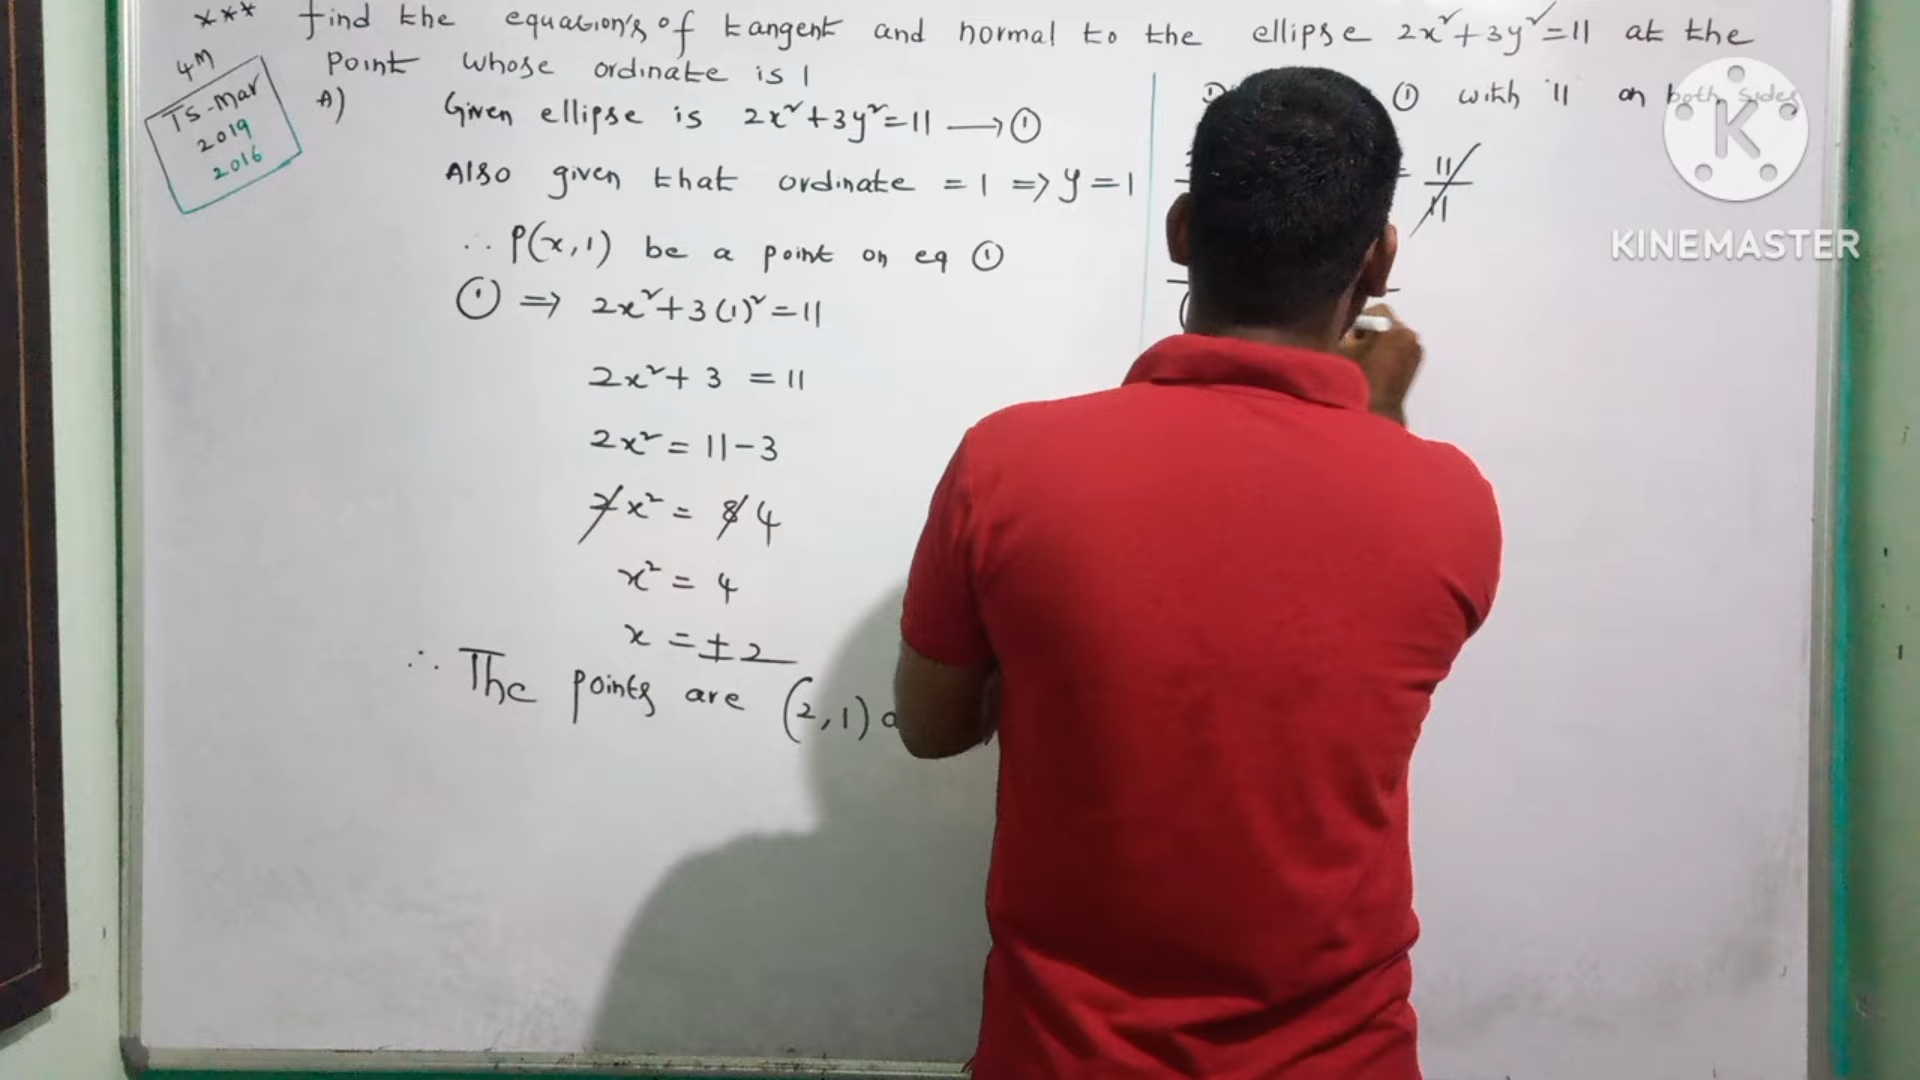 *** find the equation's of tangent and normal to the ellipse 2x²+3y²=11 at the
4M
point whose ordinate is 1
TS-Mar
2019
2016
A) Given ellipse is 2x²+3y²=11 → ①
Also given that ordinate = 1 => y = 1
∴ P(x,1) be a point on eq ①
① => 2x²+3(1)²=11
2x²+ 3 = 11
2x² = 11-3
2x² = 8 4
x² = 4
x = ±2
∴ The points are (2,1)
① with 11 on both sides
= 11/11
K
KINEMASTER